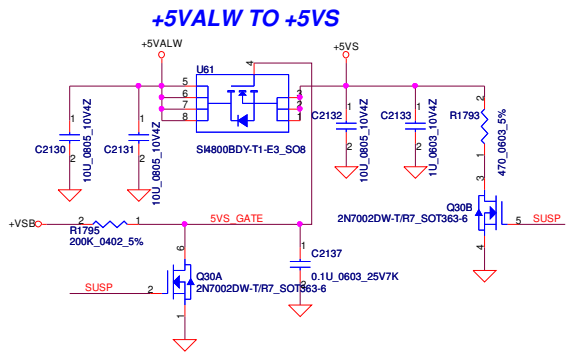 +5VALW TO +5VS
+5VALW
+5VS
U61
4
5
6
7
8
3
2
1
SI4800BDY-T1-E3_SO8
1
2
C2130
10U_0805_10V4Z
1
2
C2131
10U_0805_10V4Z
C2132
1
2
10U_0805_10V4Z
C2133
1
2
1U_0603_10V4Z
R1793
2
1
470_0603_5%
3
Q30B
2N7002DW-T/R7_SOT363-6
5
SUSP
4
+VSB
2
1
R1795
200K_0402_5%
5VS_GATE
6
Q30A
2N7002DW-T/R7_SOT363-6
SUSP
2
1
1
C2137
0.1U_0603_25V7K
2